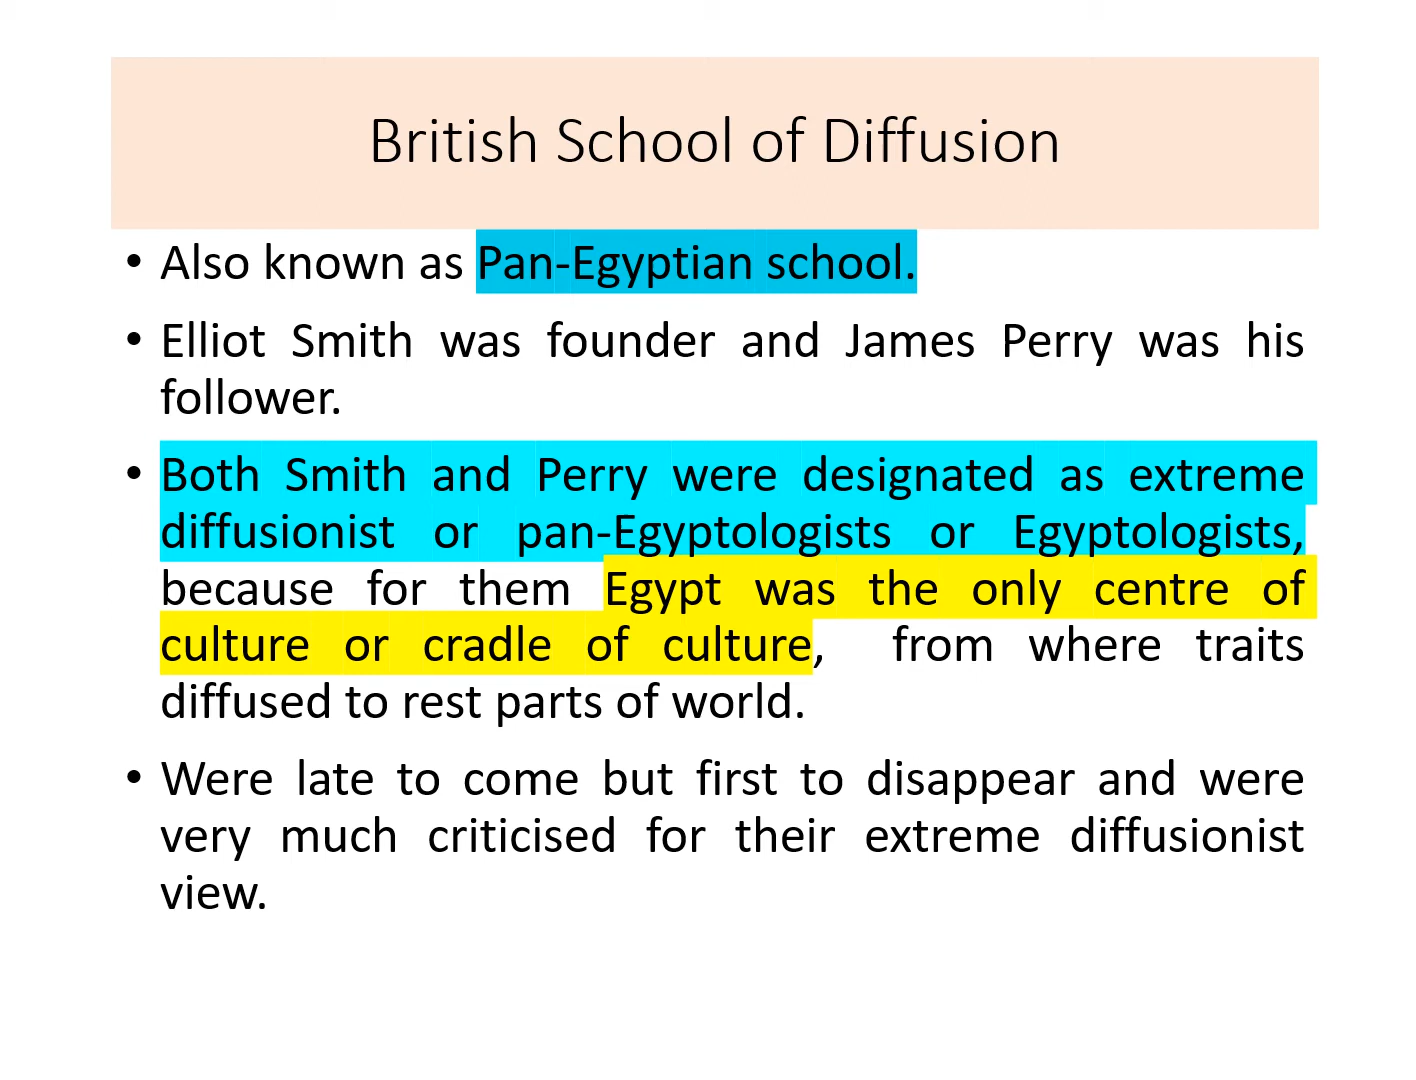 British School of Diffusion
• Also known as Pan-Egyptian school.
• Elliot Smith was founder and James Perry was his
follower.
• Both Smith and Perry were designated as extreme
diffusionist or pan-Egyptologists or Egyptologists,
because for them Egypt was the only centre of
culture or cradle of culture, from where traits
diffused to rest parts of world.
• Were late to come but first to disappear and were
very much criticised for their extreme diffusionist
view.